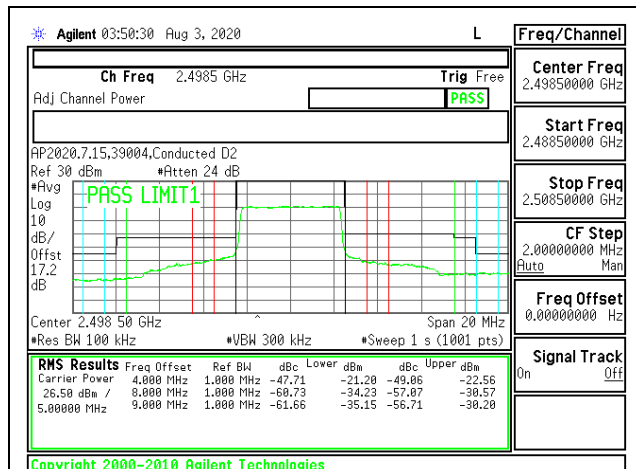 Agilent 03:50:30 Aug 3, 2020 L
Freq/Channel
Ch Freq 2.4985 GHz Trig Free
Adj Channel Power PASS
Center Freq
2.49850000 GHz
Start Freq
2.48850000 GHz
Stop Freq
2.50850000 GHz
CF Step
2.00000000 MHz
Auto Man
Freq Offset
0.00000000 Hz
Signal Track
On Off
AP2020.7.15,39004,Conducted D2
Ref 30 dBm #Atten 24 dB
#Avg
Log
10
dB/
Offst
17.2
dB
PASS LIMIT1
Center 2.498 50 GHz Span 20 MHz
#Res BW 100 kHz #VBW 300 kHz #Sweep 1 s (1001 pts)
RMS Results Freq Offset Ref BW dBc Lower dBm dBc Upper dBm
Carrier Power 4.000 MHz 1.000 MHz -47.71 -21.20 -49.06 -22.56
26.50 dBm / 8.000 MHz 1.000 MHz -60.73 -34.23 -57.07 -30.57
5.00000 MHz 9.000 MHz 1.000 MHz -61.66 -35.15 -56.71 -30.20
Copyright 2000-2010 Agilent Technologies